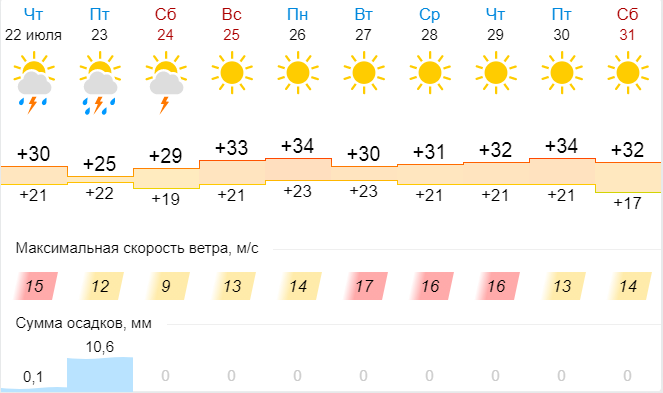 Чт Пт Сб Вс Пн Вт Ср Чт Пт Сб
22 июля 23 24 25 26 27 28 29 30 31
+30 +25 +29 +33 +34 +30 +31 +32 +34 +32
+21 +22 +19 +21 +23 +23 +21 +21 +21 +17
Максимальная скорость ветра, м/с
15 12 9 13 14 17 16 16 13 14
Сумма осадков, мм
0,1 10,6 0 0 0 0 0 0 0 0